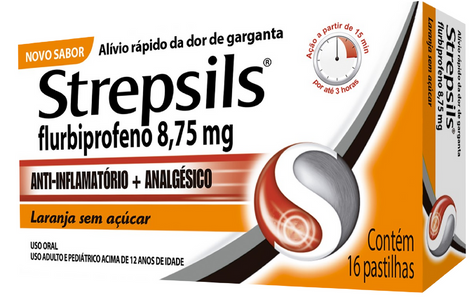 NOVO SABOR
Alívio rápido da dor de garganta
Strepsils®
flurbiprofeno 8,75 mg
ANTI-INFLAMATÓRIO + ANALGÉSICO
Laranja sem açúcar
USO ORAL
USO ADULTO E PEDIÁTRICO ACIMA DE 12 ANOS DE IDADE
Ação a partir de 15 min
por até 3 horas
Contém
16 pastilhas
Alívio rápido da dor de garganta
Strepsils®
flurbiprofeno 8,75 mg
Laranja sem açúcar